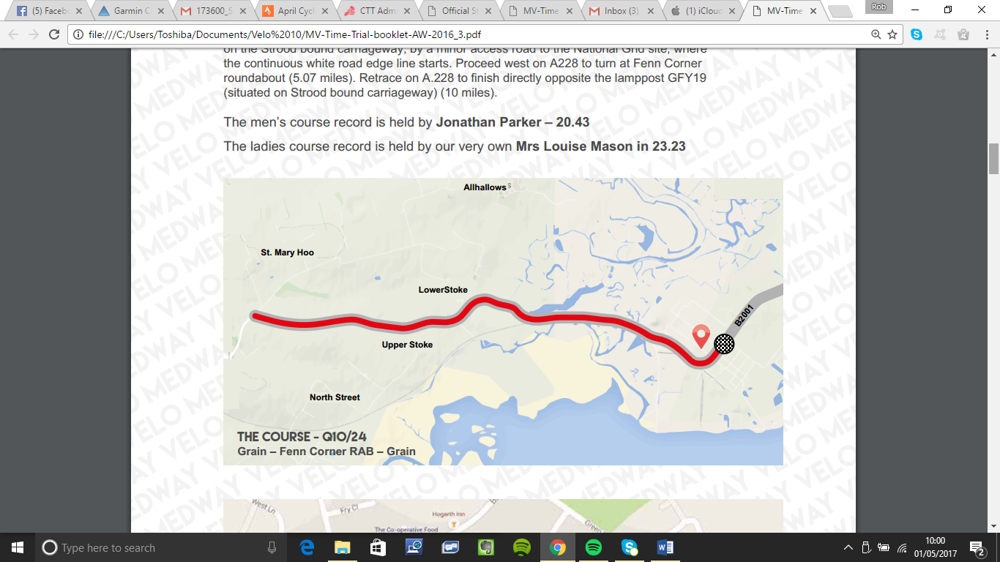 (5) Faceb
Garmin C
173600_S
April Cycl
CTT Adm
Official St
MV-Time
Inbox (3)
(1) iCloud
MV-Time
Rob
file:///C:/Users/Toshiba/Documents/Velo%2010/MV-Time-Trial-booklet-AW-2016_3.pdf
on the Strood bound carriageway, by a minor access road to the National Grid site, where
the continuous white road edge line starts. Proceed west on A228 to turn at Fenn Corner
roundabout (5.07 miles). Retrace on A.228 to finish directly opposite the lamppost GFY19
(situated on Strood bound carriageway) (10 miles).
The men’s course record is held by Jonathan Parker – 20.43
The ladies course record is held by our very own Mrs Louise Mason in 23.23
Allhallows
St. Mary Hoo
LowerStoke
B2001
Upper Stoke
North Street
THE COURSE - Q10/24
Grain – Fenn Corner RAB – Grain
West Ln
Fry Cl
Hogarth Inn
The Co-operative Food
Green
MEDWAY VELO
Type here to search
10:00
01/05/2017
2